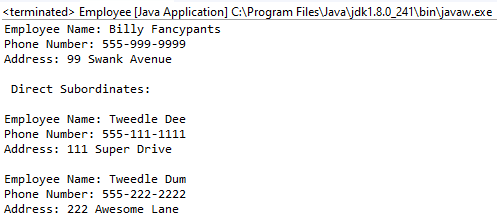 <terminated> Employee [Java Application] C:\Program Files\Java\jdk1.8.0_241\bin\javaw.exe
Employee Name: Billy Fancypants
Phone Number: 555-999-9999
Address: 99 Swank Avenue
Direct Subordinates:
Employee Name: Tweedle Dee
Phone Number: 555-111-1111
Address: 111 Super Drive
Employee Name: Tweedle Dum
Phone Number: 555-222-2222
Address: 222 Awesome Lane